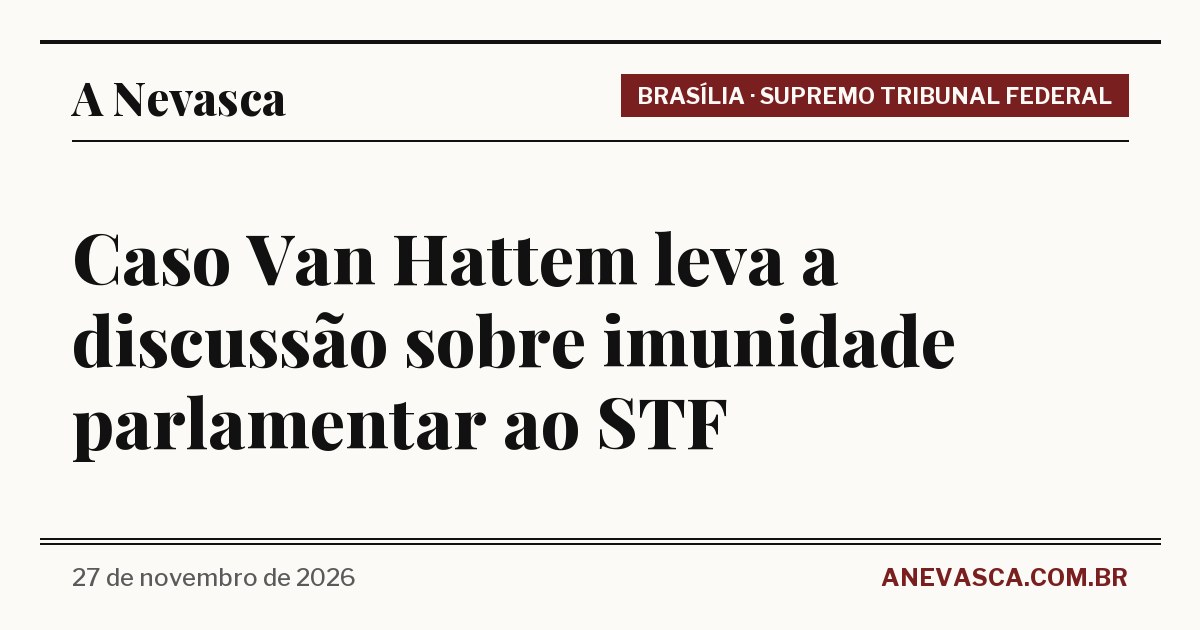 A Nevasca
BRASÍLIA · SUPREMO TRIBUNAL FEDERAL
Caso Van Hattem leva a
discussão sobre imunidade
parlamentar ao STF
27 de novembro de 2026
ANEVASCA.COM.BR